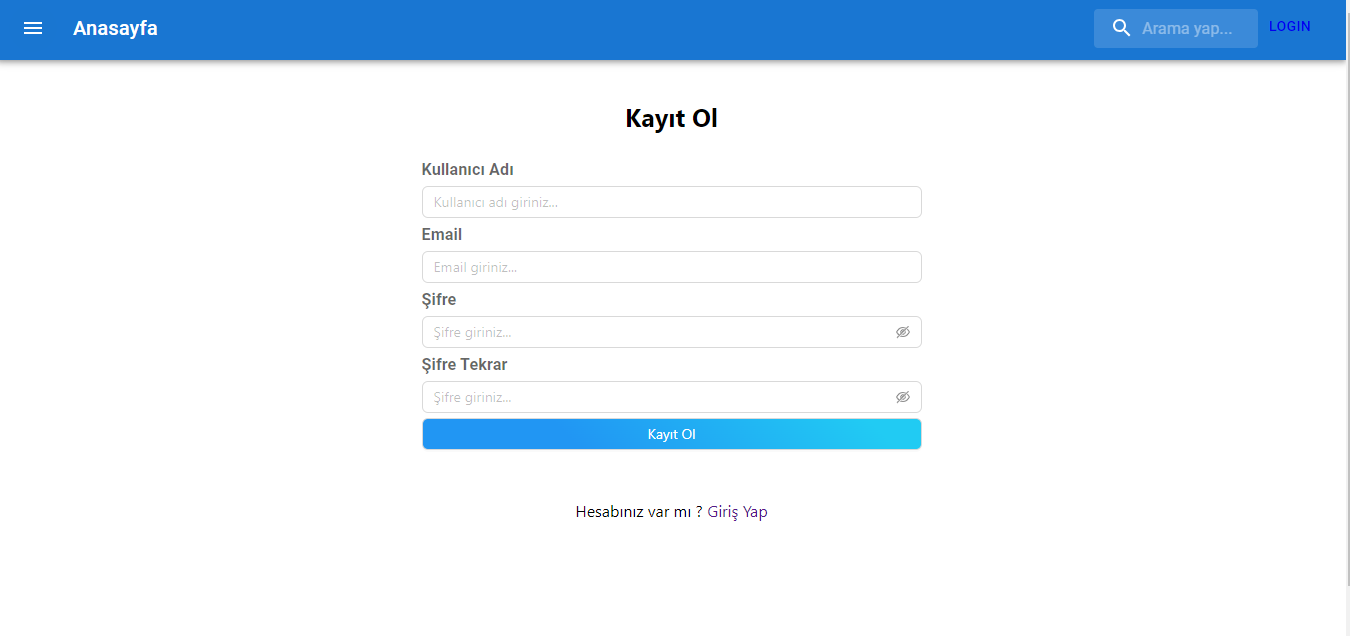 Anasayfa
Arama yap...
LOGIN
Kayıt Ol
Kullanıcı Adı
Kullanıcı adı giriniz...
Email
Email giriniz...
Şifre
Şifre giriniz...
Şifre Tekrar
Şifre giriniz...
Kayıt Ol
Hesabınız var mı ? Giriş Yap